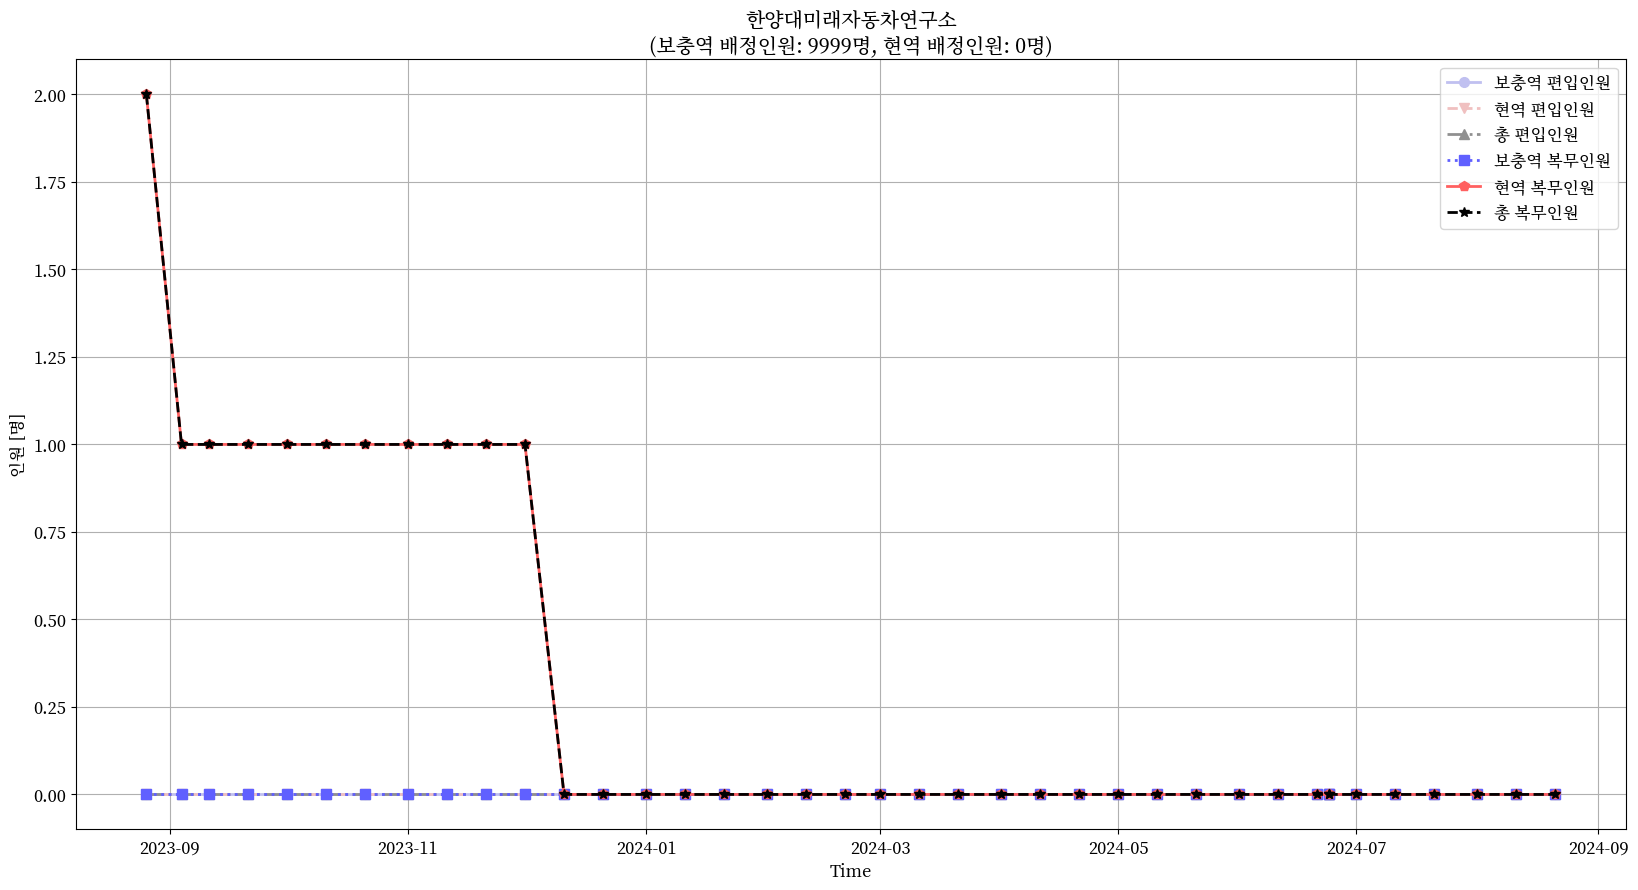 한양대미래자동차연구소
(보충역 배정인원: 9999명, 현역 배정인원: 0명)
보충역 편입인원
현역 편입인원
총 편입인원
보충역 복무인원
현역 복무인원
총 복무인원
2.00
1.75
1.50
1.25
1.00
0.75
0.50
0.25
0.00
인원 [명]
2023-09
2023-11
2024-01
2024-03
2024-05
2024-07
2024-09
Time